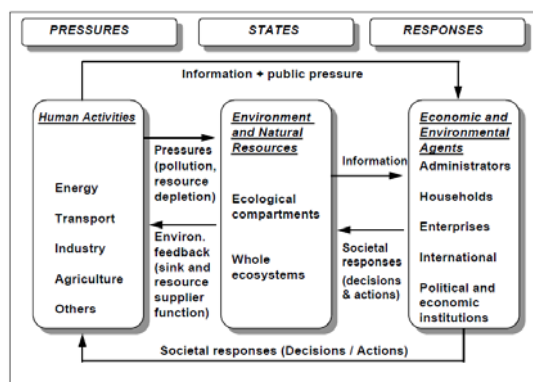 PRESSURES
STATES
RESPONSES
Information + public pressure
Human Activities
Energy
Transport
Industry
Agriculture
Others
Pressures
(pollution,
resource
depletion)
Environ.
feedback
(sink and
resource
supplier
function)
Environment
and Natural
Resources
Ecological
compartments
Whole
ecosystems
Information
Societal
responses
(decisions
& actions)
Economic and
Environmental
Agents
Administrators
Households
Enterprises
International
Political and
economic
institutions
Societal responses (Decisions / Actions)